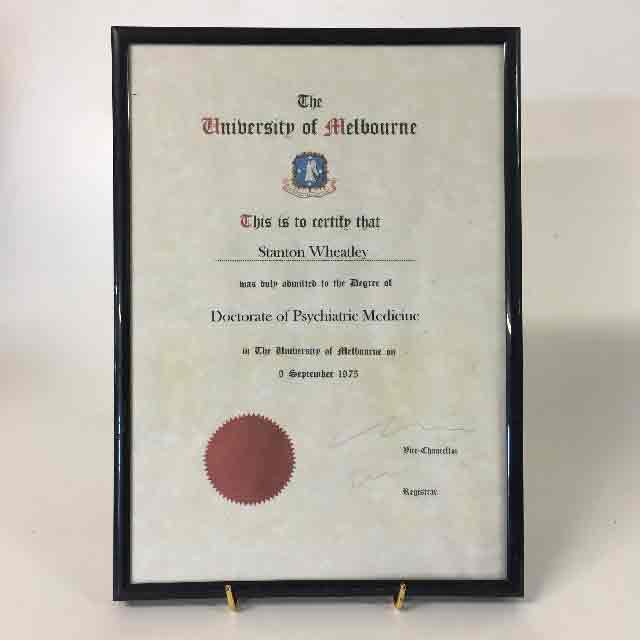 The
University of Melbourne
This is to certify that
Stanton Wheatley
was duly admitted to the Degree of
Doctorate of Psychiatric Medicine
in The University of Melbourne on
9 September 1975
Vice-Chancellor
Registrar